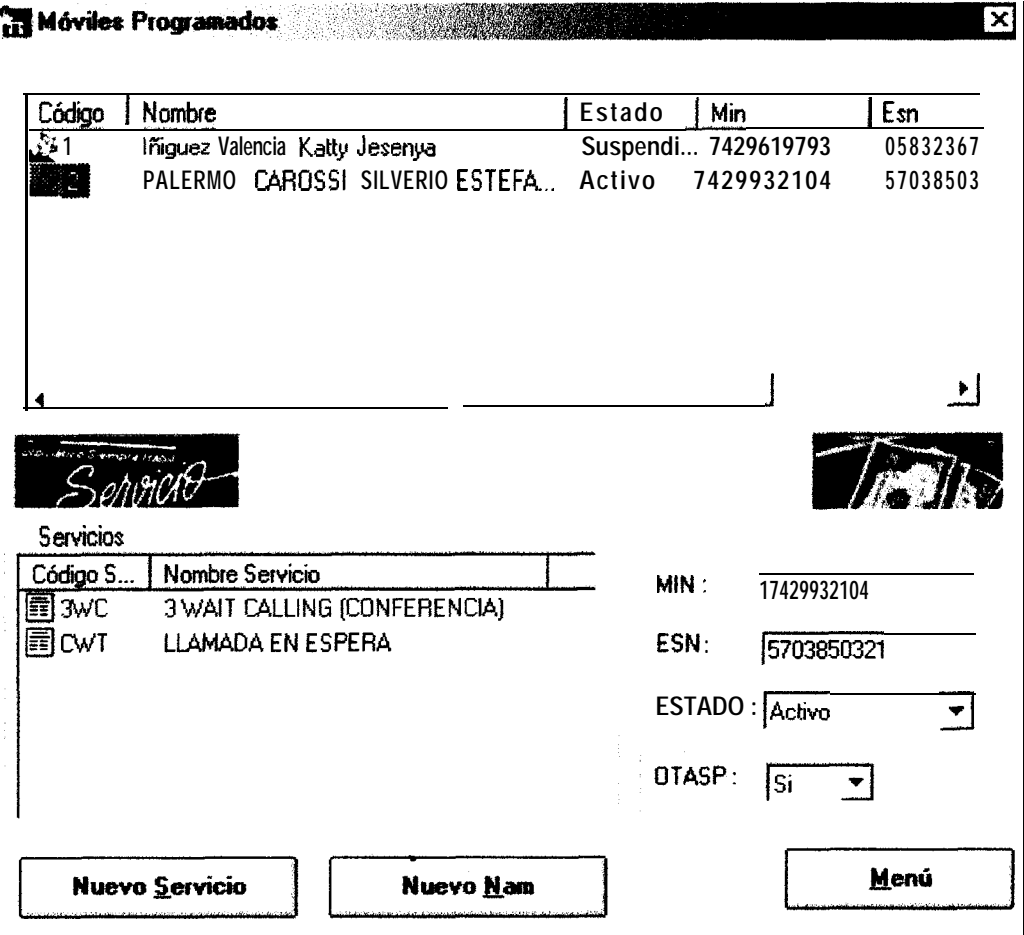 Móviles Programados
Código Nombre Estado Min Esn
1 Iñiguez Valencia Katty Jesenya Suspendi... 7429619793 05832367
2 PALERMO CAROSSI SILVERIO ESTEFA... Activo 7429932104 57038503
Siempre
Servicio
Servicios
Código S... Nombre Servicio
3WC 3 WAIT CALLING (CONFERENCIA)
CWT LLAMADA EN ESPERA
MIN : 17429932104
ESN: 5703850321
ESTADO : Activo
OTASP : Si
Nuevo Servicio Nuevo Nam Menú